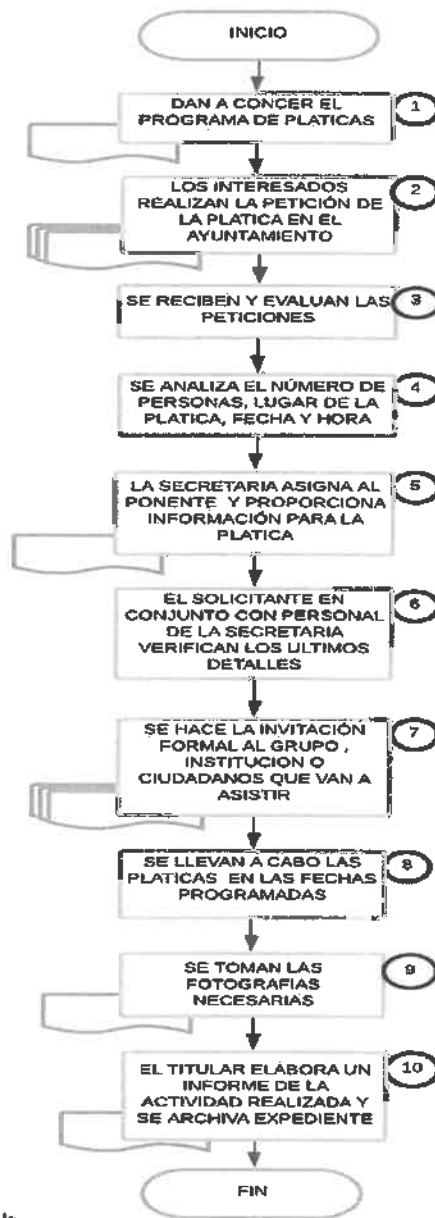 INICIO
1
DAN A CONCER EL
PROGRAMA DE PLATICAS
2
LOS INTERESADOS
REALIZAN LA PETICIÓN DE
LA PLATICA EN EL
AYUNTAMIENTO
3
SE RECIBEN Y EVALUAN LAS
PETICIONES
4
SE ANALIZA EL NÚMERO DE
PERSONAS, LUGAR DE LA
PLATICA, FECHA Y HORA
5
LA SECRETARIA ASIGNA AL
PONENTE Y PROPORCIONA
INFORMACIÓN PARA LA
PLATICA
6
EL SOLICITANTE EN
CONJUNTO CON PERSONAL
DE LA SECRETARIA
VERIFICAN LOS ULTIMOS
DETALLES
7
SE HACE LA INVITACIÓN
FORMAL AL GRUPO ,
INSTITUCION O
CIUDADANOS QUE VAN A
ASISTIR
8
SE LLEVAN A CABO LAS
PLATICAS EN LAS FECHAS
PROGRAMADAS
9
SE TOMAN LAS
FOTOGRAFIAS
NECESARIAS
10
EL TITULAR ELABORA UN
INFORME DE LA
ACTIVIDAD REALIZADA Y
SE ARCHIVA EXPEDIENTE
FIN